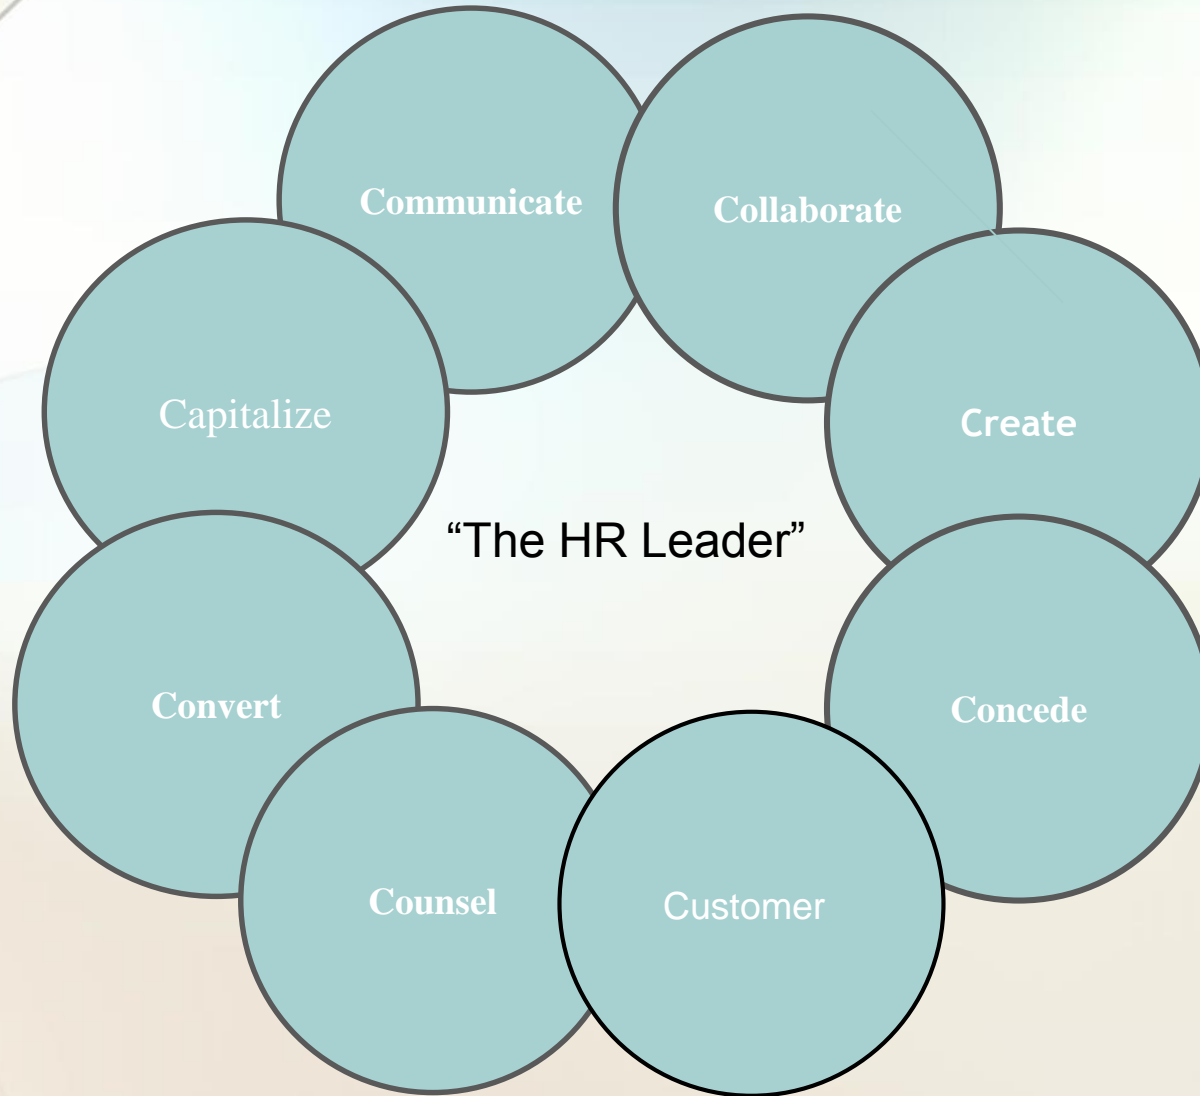 Communicate
Collaborate
Capitalize
Create
“The HR Leader”
Convert
Concede
Counsel
Customer